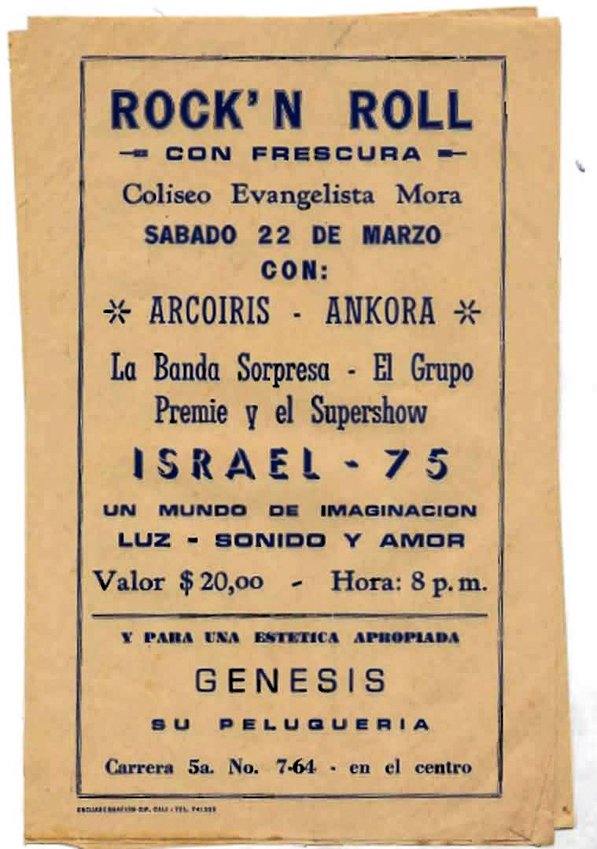 ROCK'N ROLL
CON FRESCURA
Coliseo Evangelista Mora
SABADO 22 DE MARZO
CON:
ARCOIRIS - ANKORA
La Banda Sorpresa - El Grupo
Premie y el Supershow
ISRAEL - 75
UN MUNDO DE IMAGINACION
LUZ - SONIDO Y AMOR
Valor $ 20,00 - Hora: 8 p. m.
Y PARA UNA ESTETICA APROPIADA
GENESIS
SU PELUQUERIA
Carrera 5a. No. 7-64 - en el centro
CALI - TEL.